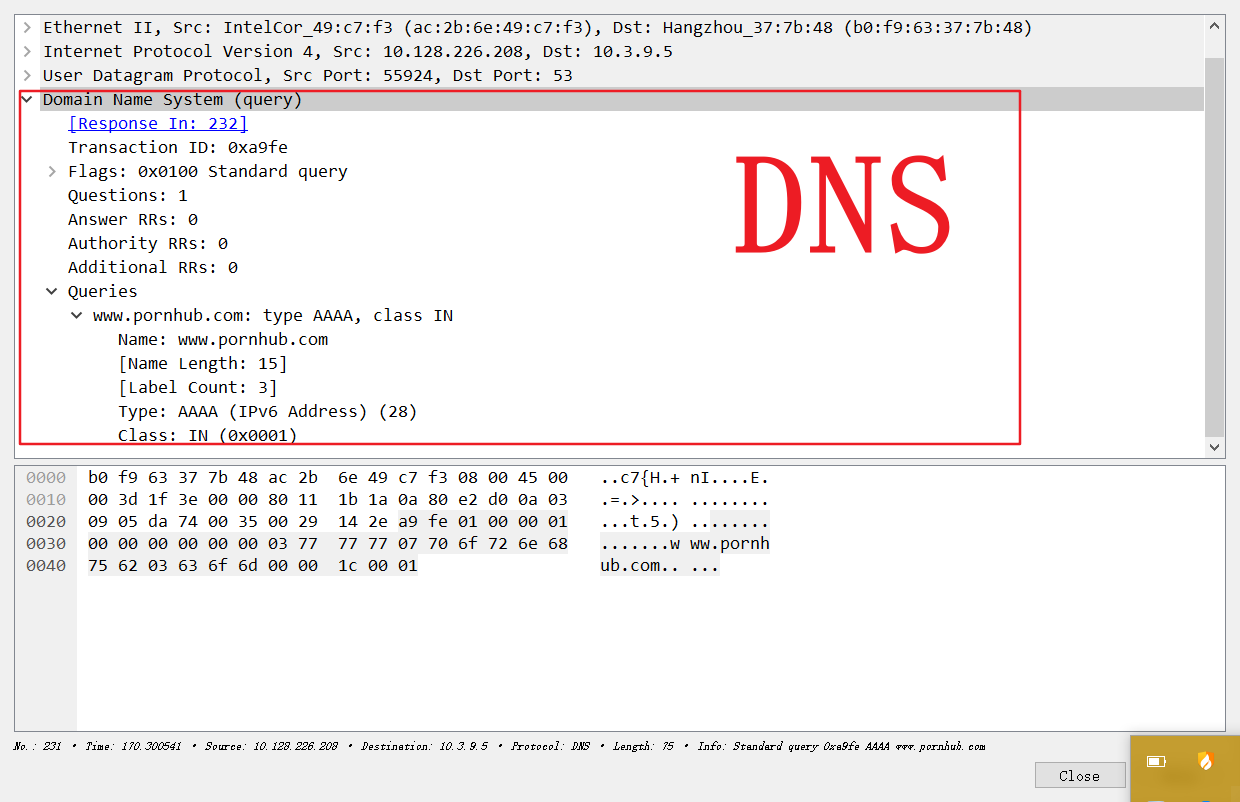 Ethernet II, Src: IntelCor_49:c7:f3 (ac:2b:6e:49:c7:f3), Dst: Hangzhou_37:7b:48 (b0:f9:63:37:7b:48)
Internet Protocol Version 4, Src: 10.128.226.208, Dst: 10.3.9.5
User Datagram Protocol, Src Port: 55924, Dst Port: 53
Domain Name System (query)
[Response In: 232]
Transaction ID: 0xa9fe
Flags: 0x0100 Standard query
Questions: 1
Answer RRs: 0
Authority RRs: 0
Additional RRs: 0
Queries
www.pornhub.com: type AAAA, class IN
Name: www.pornhub.com
[Name Length: 15]
[Label Count: 3]
Type: AAAA (IPv6 Address) (28)
Class: IN (0x0001)
DNS
0000 b0 f9 63 37 7b 48 ac 2b 6e 49 c7 f3 08 00 45 00 ..c7{H.+ nI....E.
0010 00 3d 1f 3e 00 00 80 11 1b 1a 0a 80 e2 d0 0a 03 .=.>.... ........
0020 09 05 da 74 00 35 00 29 14 2e a9 fe 01 00 00 01 ...t.5.) ........
0030 00 00 00 00 00 00 03 77 77 77 07 70 6f 72 6e 68 .......w ww.pornh
0040 75 62 03 63 6f 6d 00 00 1c 00 01 ub.com.. ...
No.: 231 · Time: 170.300541 · Source: 10.128.226.208 · Destination: 10.3.9.5 · Protocol: DNS · Length: 75 · Info: Standard query 0xa9fe AAAA www.pornhub.com
Close